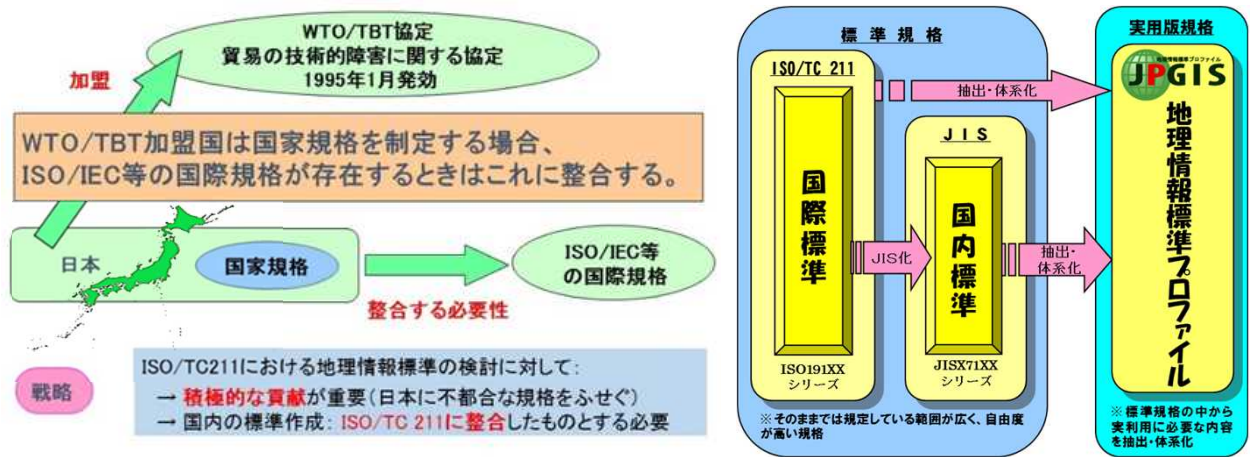 WTO/TBT協定
貿易の技術的障害に関する協定
1995年1月発効
加盟
WTO/TBT加盟国は国家規格を制定する場合、
ISO/IEC等の国際規格が存在するときはこれに整合する。
日本
国家規格
ISO/IEC等
の国際規格
整合する必要性
戦略
ISO/TC211における地理情報標準の検討に対して:
→ 積極的な貢献が重要(日本に不都合な規格をふせぐ)
→ 国内の標準作成: ISO/TC 211に整合したものとする必要
標準規格
ISO/TC 211
国際標準
ISO191XX
シリーズ
JIS化
JIS
国内標準
JISX71XX
シリーズ
※そのままでは規定している範囲が広く、自由度
が高い規格
抽出・体系化
抽出・
体系化
実用版規格
地理情報標準プロファイル
JPGIS
地理情報標準プロファイル
※標準規格の中から
実利用に必要な内容
を抽出・体系化